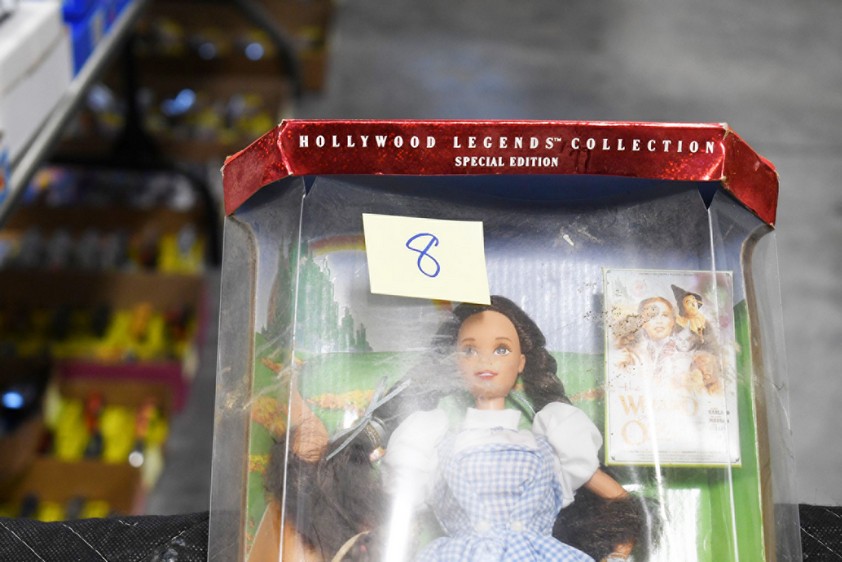 HOLLYWOOD LEGENDS™ COLLECTION
SPECIAL EDITION
8